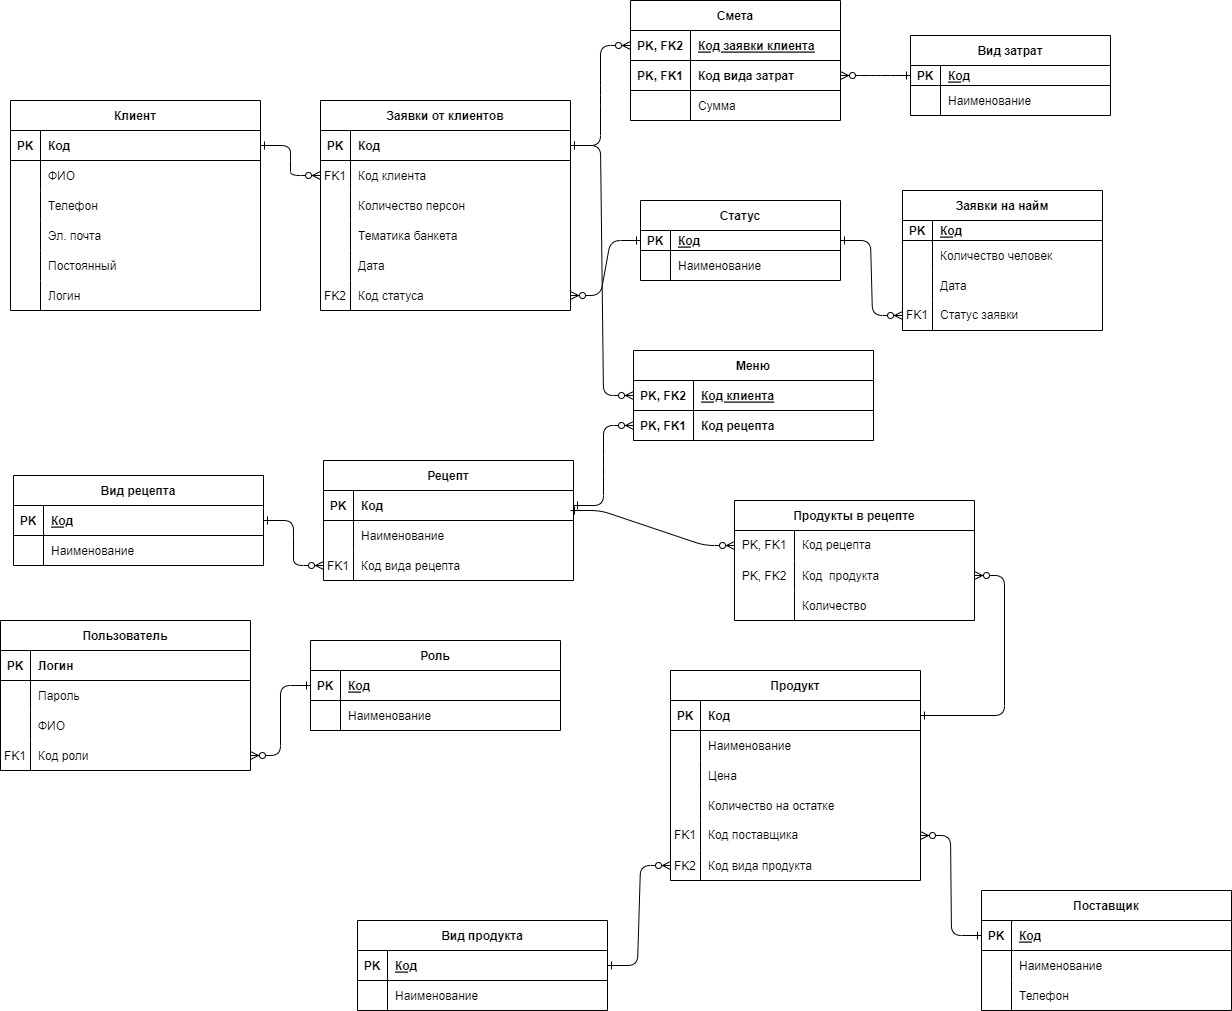 Смета
PK, FK2 Код заявки клиента
PK, FK1 Код вида затрат
Сумма
Вид затрат
PK Код
Наименование
Клиент
PK Код
ФИО
Телефон
Эл. почта
Постоянный
Логин
Заявки от клиентов
PK Код
FK1 Код клиента
Количество персон
Тематика банкета
Дата
FK2 Код статуса
Статус
PK Код
Наименование
Заявки на найм
PK Код
Количество человек
Дата
FK1 Статус заявки
Меню
PK, FK2 Код клиента
PK, FK1 Код рецепта
Вид рецепта
PK Код
Наименование
Рецепт
PK Код
Наименование
FK1 Код вида рецепта
Продукты в рецепте
PK, FK1 Код рецепта
PK, FK2 Код продукта
Количество
Пользователь
PK Логин
Пароль
ФИО
FK1 Код роли
Роль
PK Код
Наименование
Продукт
PK Код
Наименование
Цена
Количество на остатке
FK1 Код поставщика
FK2 Код вида продукта
Вид продукта
PK Код
Наименование
Поставщик
PK Код
Наименование
Телефон